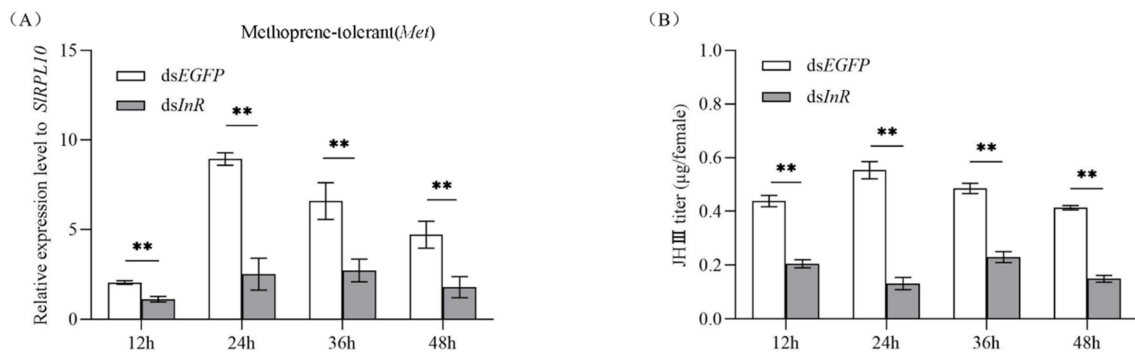 （A）
Methoprene-tolerant(Met)
Relative expression level to SlRPL10
15
10
5
0
dsEGFP
dsInR
**
**
**
**
12h
24h
36h
48h
（B）
JHⅢ titer (μg/female)
1.0
0.8
0.6
0.4
0.2
0.0
dsEGFP
dsInR
**
**
**
**
12h
24h
36h
48h